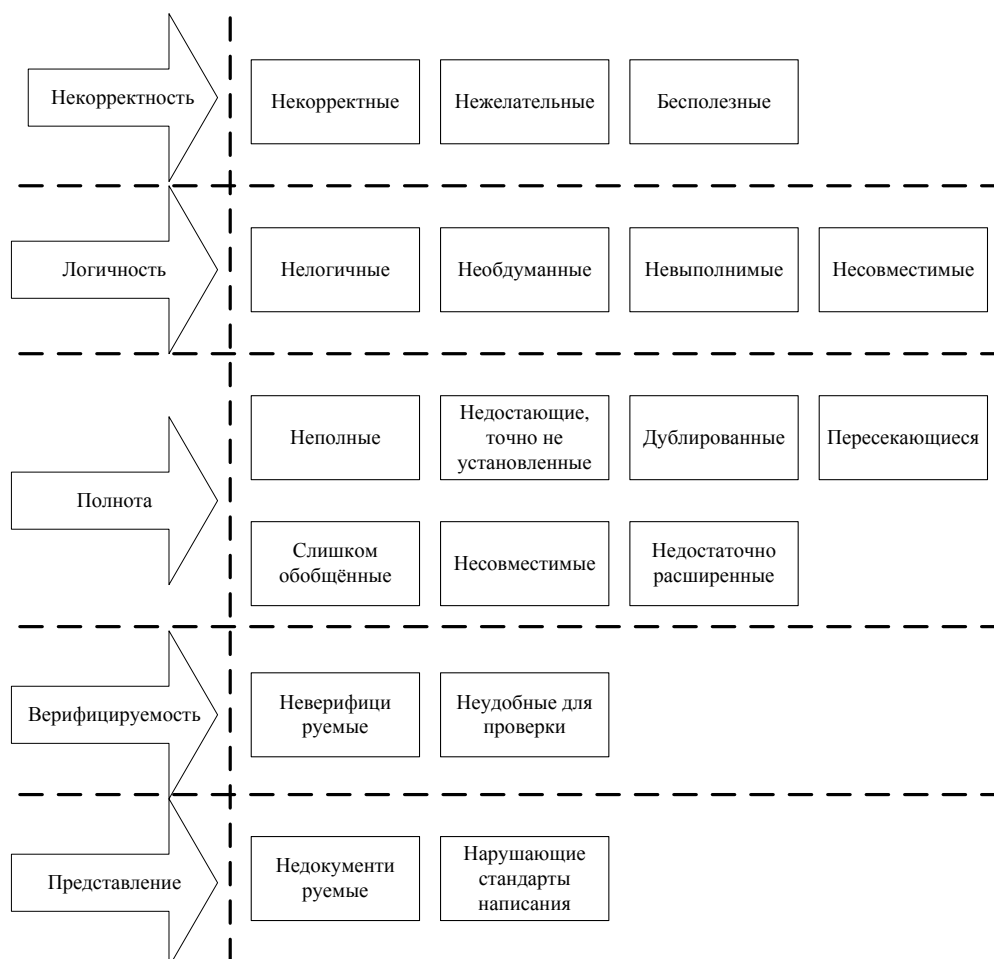 Некорректность
Некорректные
Нежелательные
Бесполезные
Логичность
Нелогичные
Необдуманные
Невыполнимые
Несовместимые
Полнота
Неполные
Недостающие,
точно не
установленные
Дублированные
Пересекающиеся
Слишком
обобщённые
Несовместимые
Недостаточно
расширенные
Верифицируемость
Неверифици
руемые
Неудобные для
проверки
Представление
Недокументи
руемые
Нарушающие
стандарты
написания